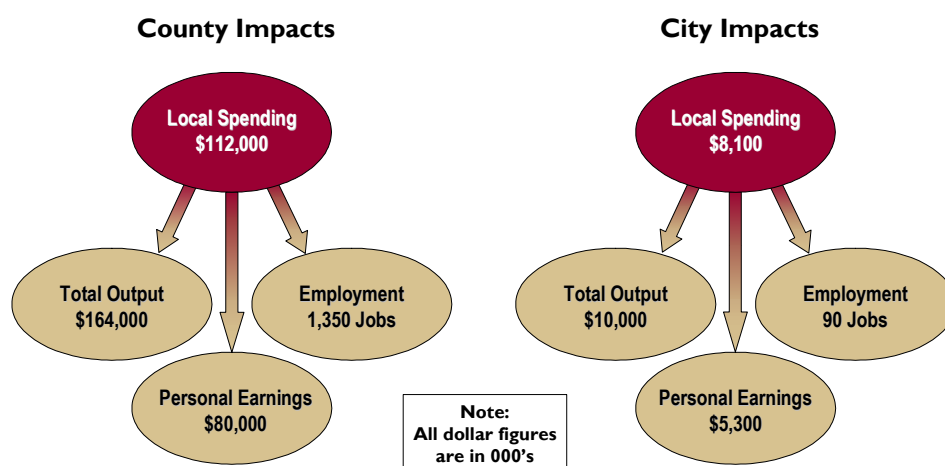 County Impacts
Local Spending
$112,000
Total Output
$164,000
Employment
1,350 Jobs
Personal Earnings
$80,000
City Impacts
Local Spending
$8,100
Total Output
$10,000
Employment
90 Jobs
Personal Earnings
$5,300
Note:
All dollar figures
are in 000's